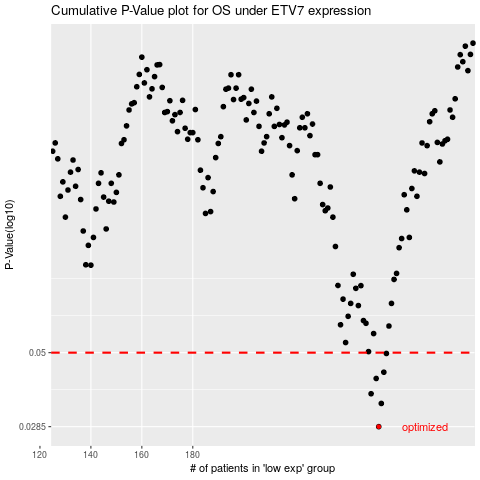 Cumulative P-Value plot for OS under ETV7 expression
P-Value(log10)
0.05
0.0285
optimized
120 140 160 180
# of patients in 'low exp' group